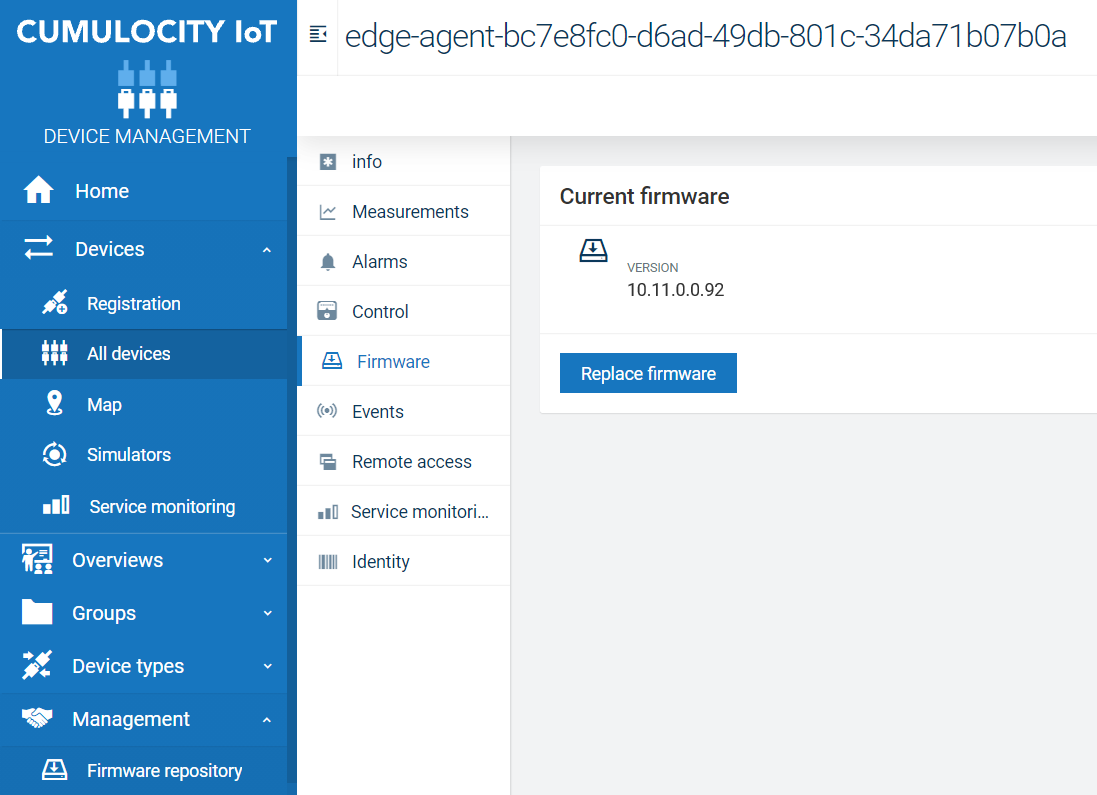 CUMULOCITY IoT
DEVICE MANAGEMENT
Home
Devices
Registration
All devices
Map
Simulators
Service monitoring
Overviews
Groups
Device types
Management
Firmware repository
edge-agent-bc7e8fc0-d6ad-49db-801c-34da71b07b0a
info
Measurements
Alarms
Control
Firmware
Events
Remote access
Service monitori...
Identity
Current firmware
VERSION
10.11.0.0.92
Replace firmware